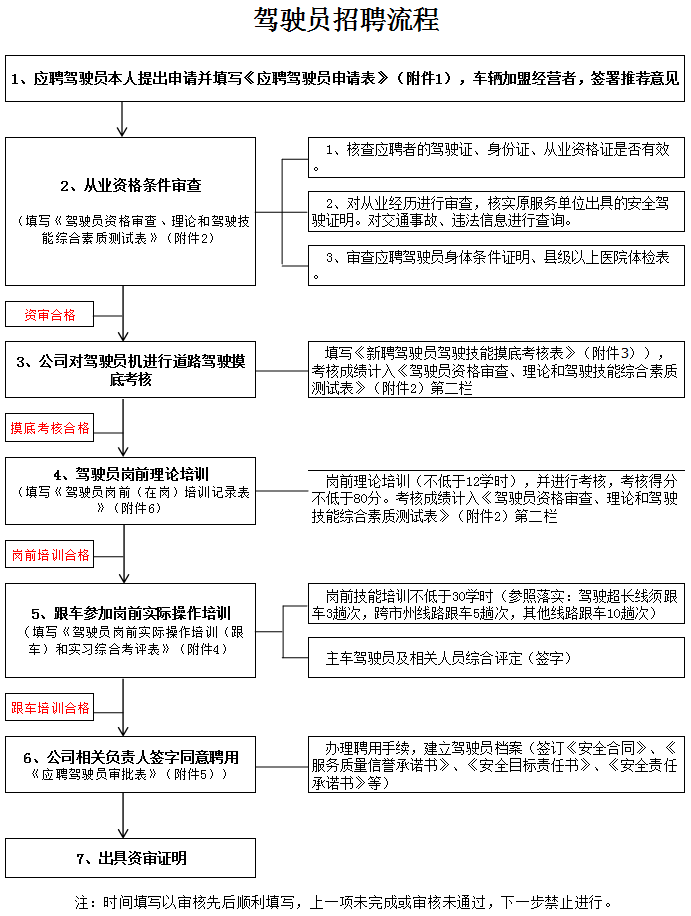 驾驶员招聘流程
1、应聘驾驶员本人提出申请并填写《应聘驾驶员申请表》（附件1），车辆加盟经营者，签署推荐意见
2、从业资格条件审查
（填写《驾驶员资格审查、理论和驾驶技
能综合素质测试表》（附件2）
1、核查应聘者的驾驶证、身份证、从业资格证是否有效
。
2、对从业经历进行审查，核实原服务单位出具的安全驾
驶证明。对交通事故、违法信息进行查询。
3、审查应聘驾驶员身体条件证明、县级以上医院体检表
。
资审合格
3、公司对驾驶员机进行道路驾驶摸
底考核
填写《新聘驾驶员驾驶技能摸底考核表》（附件3）），
考核成绩计入《驾驶员资格审查、理论和驾驶技能综合素质
测试表》（附件2）第二栏
摸底考核合格
4、驾驶员岗前理论培训
（填写《驾驶员岗前（在岗）培训记录表
》（附件6）
岗前理论培训（不低于12学时），并进行考核，考核得分
不低于80分。考核成绩计入《驾驶员资格审查、理论和驾驶
技能综合素质测试表》（附件2）第二栏
岗前培训合格
5、跟车参加岗前实际操作培训
（填写《驾驶员岗前实际操作培训（跟
车）和实习综合考评表》（附件4）
岗前技能培训不低于30学时（参照落实：驾驶超长线须跟
车3趟次，跨市州线路跟车5趟次，其他线路跟车10趟次）
主车驾驶员及相关人员综合评定（签字）
跟车培训合格
6、公司相关负责人签字同意聘用
《应聘驾驶员审批表》（附件5））
办理聘用手续，建立驾驶员档案（签订《安全合同》、《
服务质量信誉承诺书》、《安全目标责任书》、《安全责任
承诺书》等）
7、出具资审证明
注：时间填写以审核先后顺利填写，上一项未完成或审核未通过，下一步禁止进行。